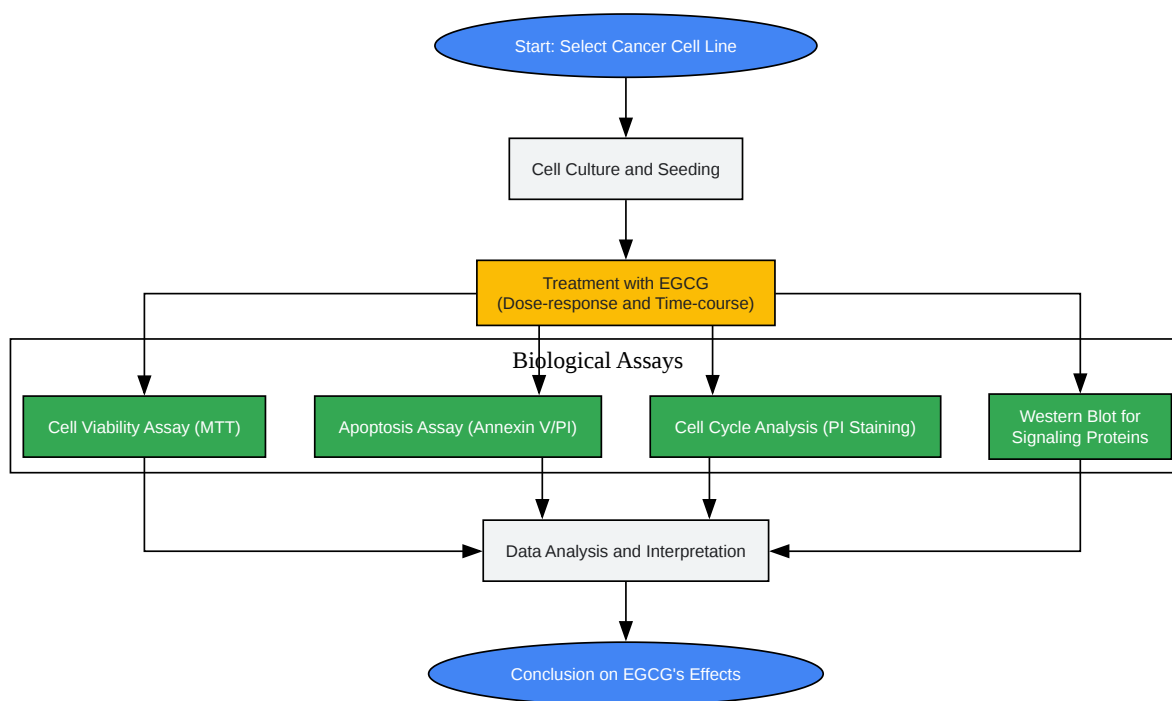 Start: Select Cancer Cell Line
Cell Culture and Seeding
Treatment with EGCG
(Dose-response and Time-course)
Biological Assays
Cell Viability Assay (MTT)
Apoptosis Assay (Annexin V/PI)
Cell Cycle Analysis (PI Staining)
Western Blot for
Signaling Proteins
Data Analysis and Interpretation
Conclusion on EGCG's Effects